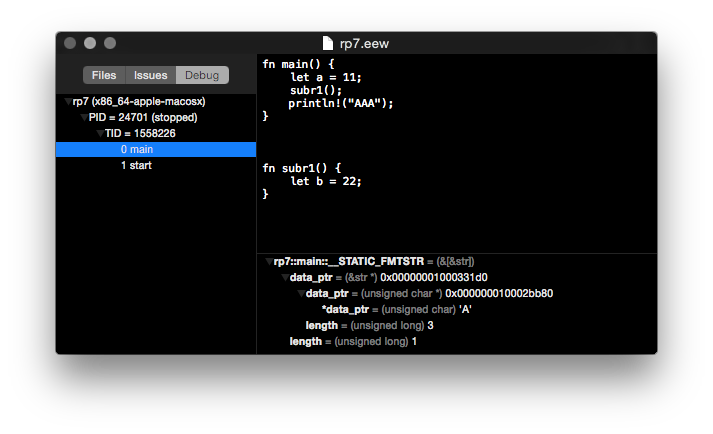 rp7.eew
Files Issues Debug
rp7 (x86_64-apple-macosx)
PID = 24701 (stopped)
TID = 1558226
0 main
1 start
fn main() {
    let a = 11;
    subr1();
    println!("AAA");
}
fn subr1() {
    let b = 22;
}
rp7::main::__STATIC_FMTSTR = (&[&str])
data_ptr = (&str *) 0x00000001000331d0
data_ptr = (unsigned char *) 0x000000010002bb80
*data_ptr = (unsigned char) 'A'
length = (unsigned long) 3
length = (unsigned long) 1